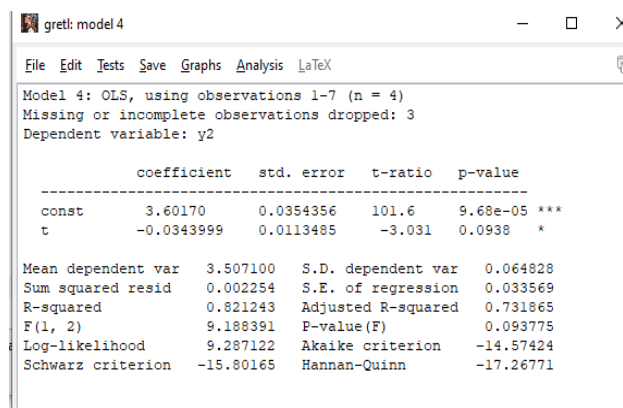 gretl: model 4
File Edit Tests Save Graphs Analysis LaTeX
Model 4: OLS, using observations 1-7 (n = 4)
Missing or incomplete observations dropped: 3
Dependent variable: y2
coefficient std. error t-ratio p-value
const 3.60170 0.0354356 101.6 9.68e-05 ***
t -0.0343999 0.0113485 -3.031 0.0938 *
Mean dependent var 3.507100 S.D. dependent var 0.064828
Sum squared resid 0.002254 S.E. of regression 0.033569
R-squared 0.821243 Adjusted R-squared 0.731865
F(1, 2) 9.188391 P-value(F) 0.093775
Log-likelihood 9.287122 Akaike criterion -14.57424
Schwarz criterion -15.80165 Hannan-Quinn -17.26771